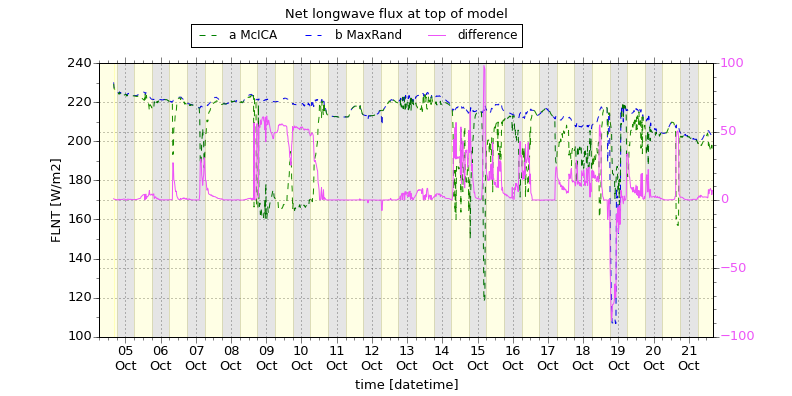 Net longwave flux at top of model
a McICA b MaxRand difference
FLNT [W/m2]
240
220
200
180
160
140
120
100
100
50
0
−50
−100
05 06 07 08 09 10 11 12 13 14 15 16 17 18 19 20 21
Oct Oct Oct Oct Oct Oct Oct Oct Oct Oct Oct Oct Oct Oct Oct Oct Oct
time [datetime]